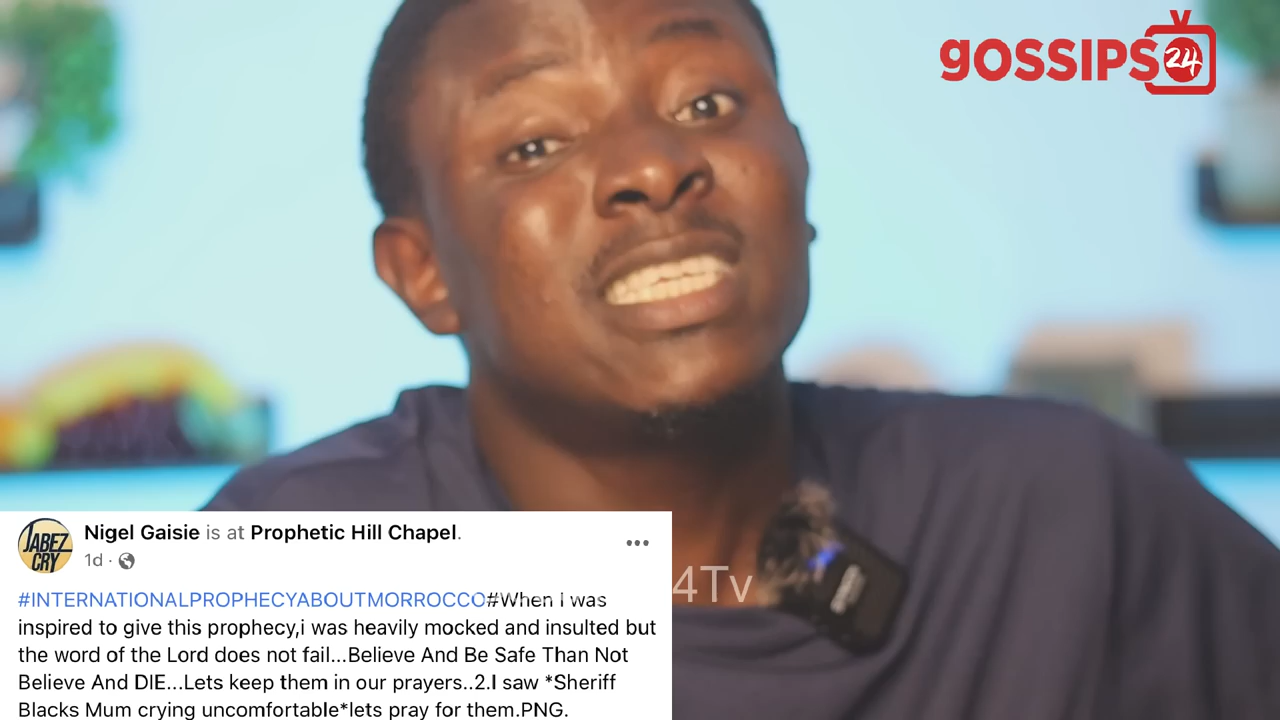 gOSSIPS24
Nigel Gaisie is at Prophetic Hill Chapel.
1d ·
JABEZ
CRY
#INTERNATIONALPROPHECYABOUTMORROCCO#When I was
inspired to give this prophecy,i was heavily mocked and insulted but
the word of the Lord does not fail...Believe And Be Safe Than Not
Believe And DIE...Lets keep them in our prayers..2.I saw *Sheriff
Blacks Mum crying uncomfortable*lets pray for them.PNG.
4Tv